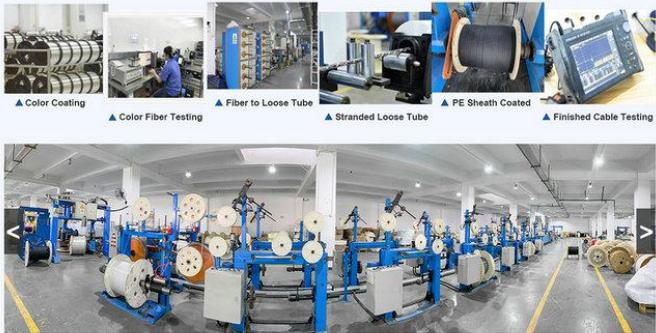 ▲ Color Coating
▲ Color Fiber Testing
▲ Fiber to Loose Tube
▲ Stranded Loose Tube
▲ PE Sheath Coated
▲ Finished Cable Testing
< >